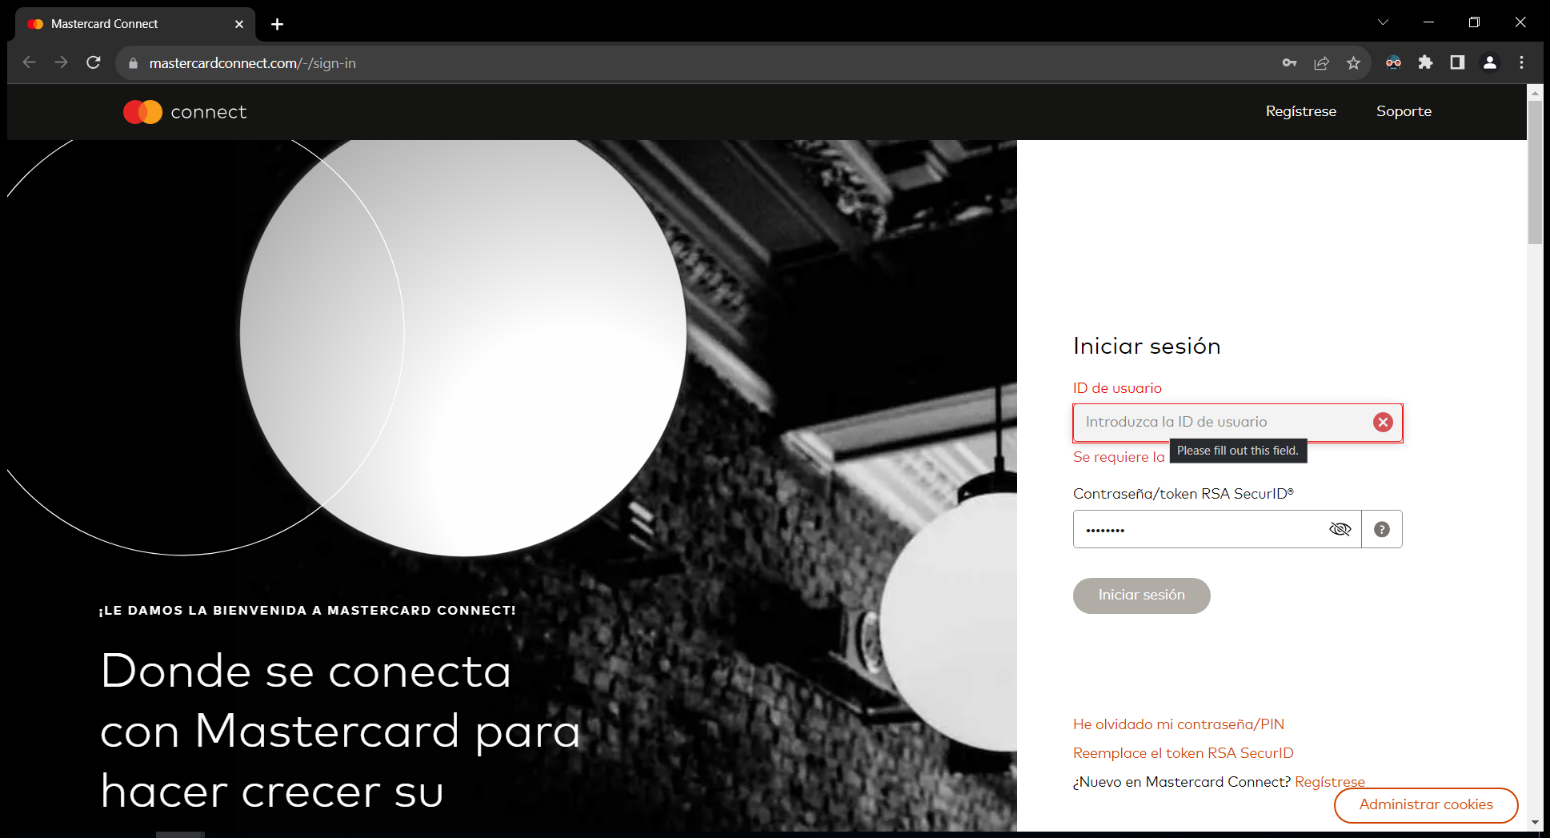 Mastercard Connect
mastercardconnect.com/-/sign-in
connect
Regístrese
Soporte
Iniciar sesión
ID de usuario
Introduzca la ID de usuario
Please fill out this field.
Se requiere la
Contraseña/token RSA SecurID®
••••••••
?
Iniciar sesión
¡LE DAMOS LA BIENVENIDA A MASTERCARD CONNECT!
Donde se conecta
con Mastercard para
hacer crecer su
He olvidado mi contraseña/PIN
Reemplace el token RSA SecurID
¿Nuevo en Mastercard Connect? Regístrese
Administrar cookies